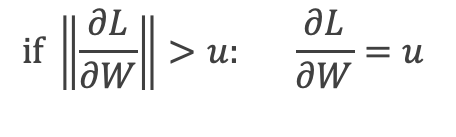 if ‖∂L/∂W‖ > u: ∂L/∂W = u